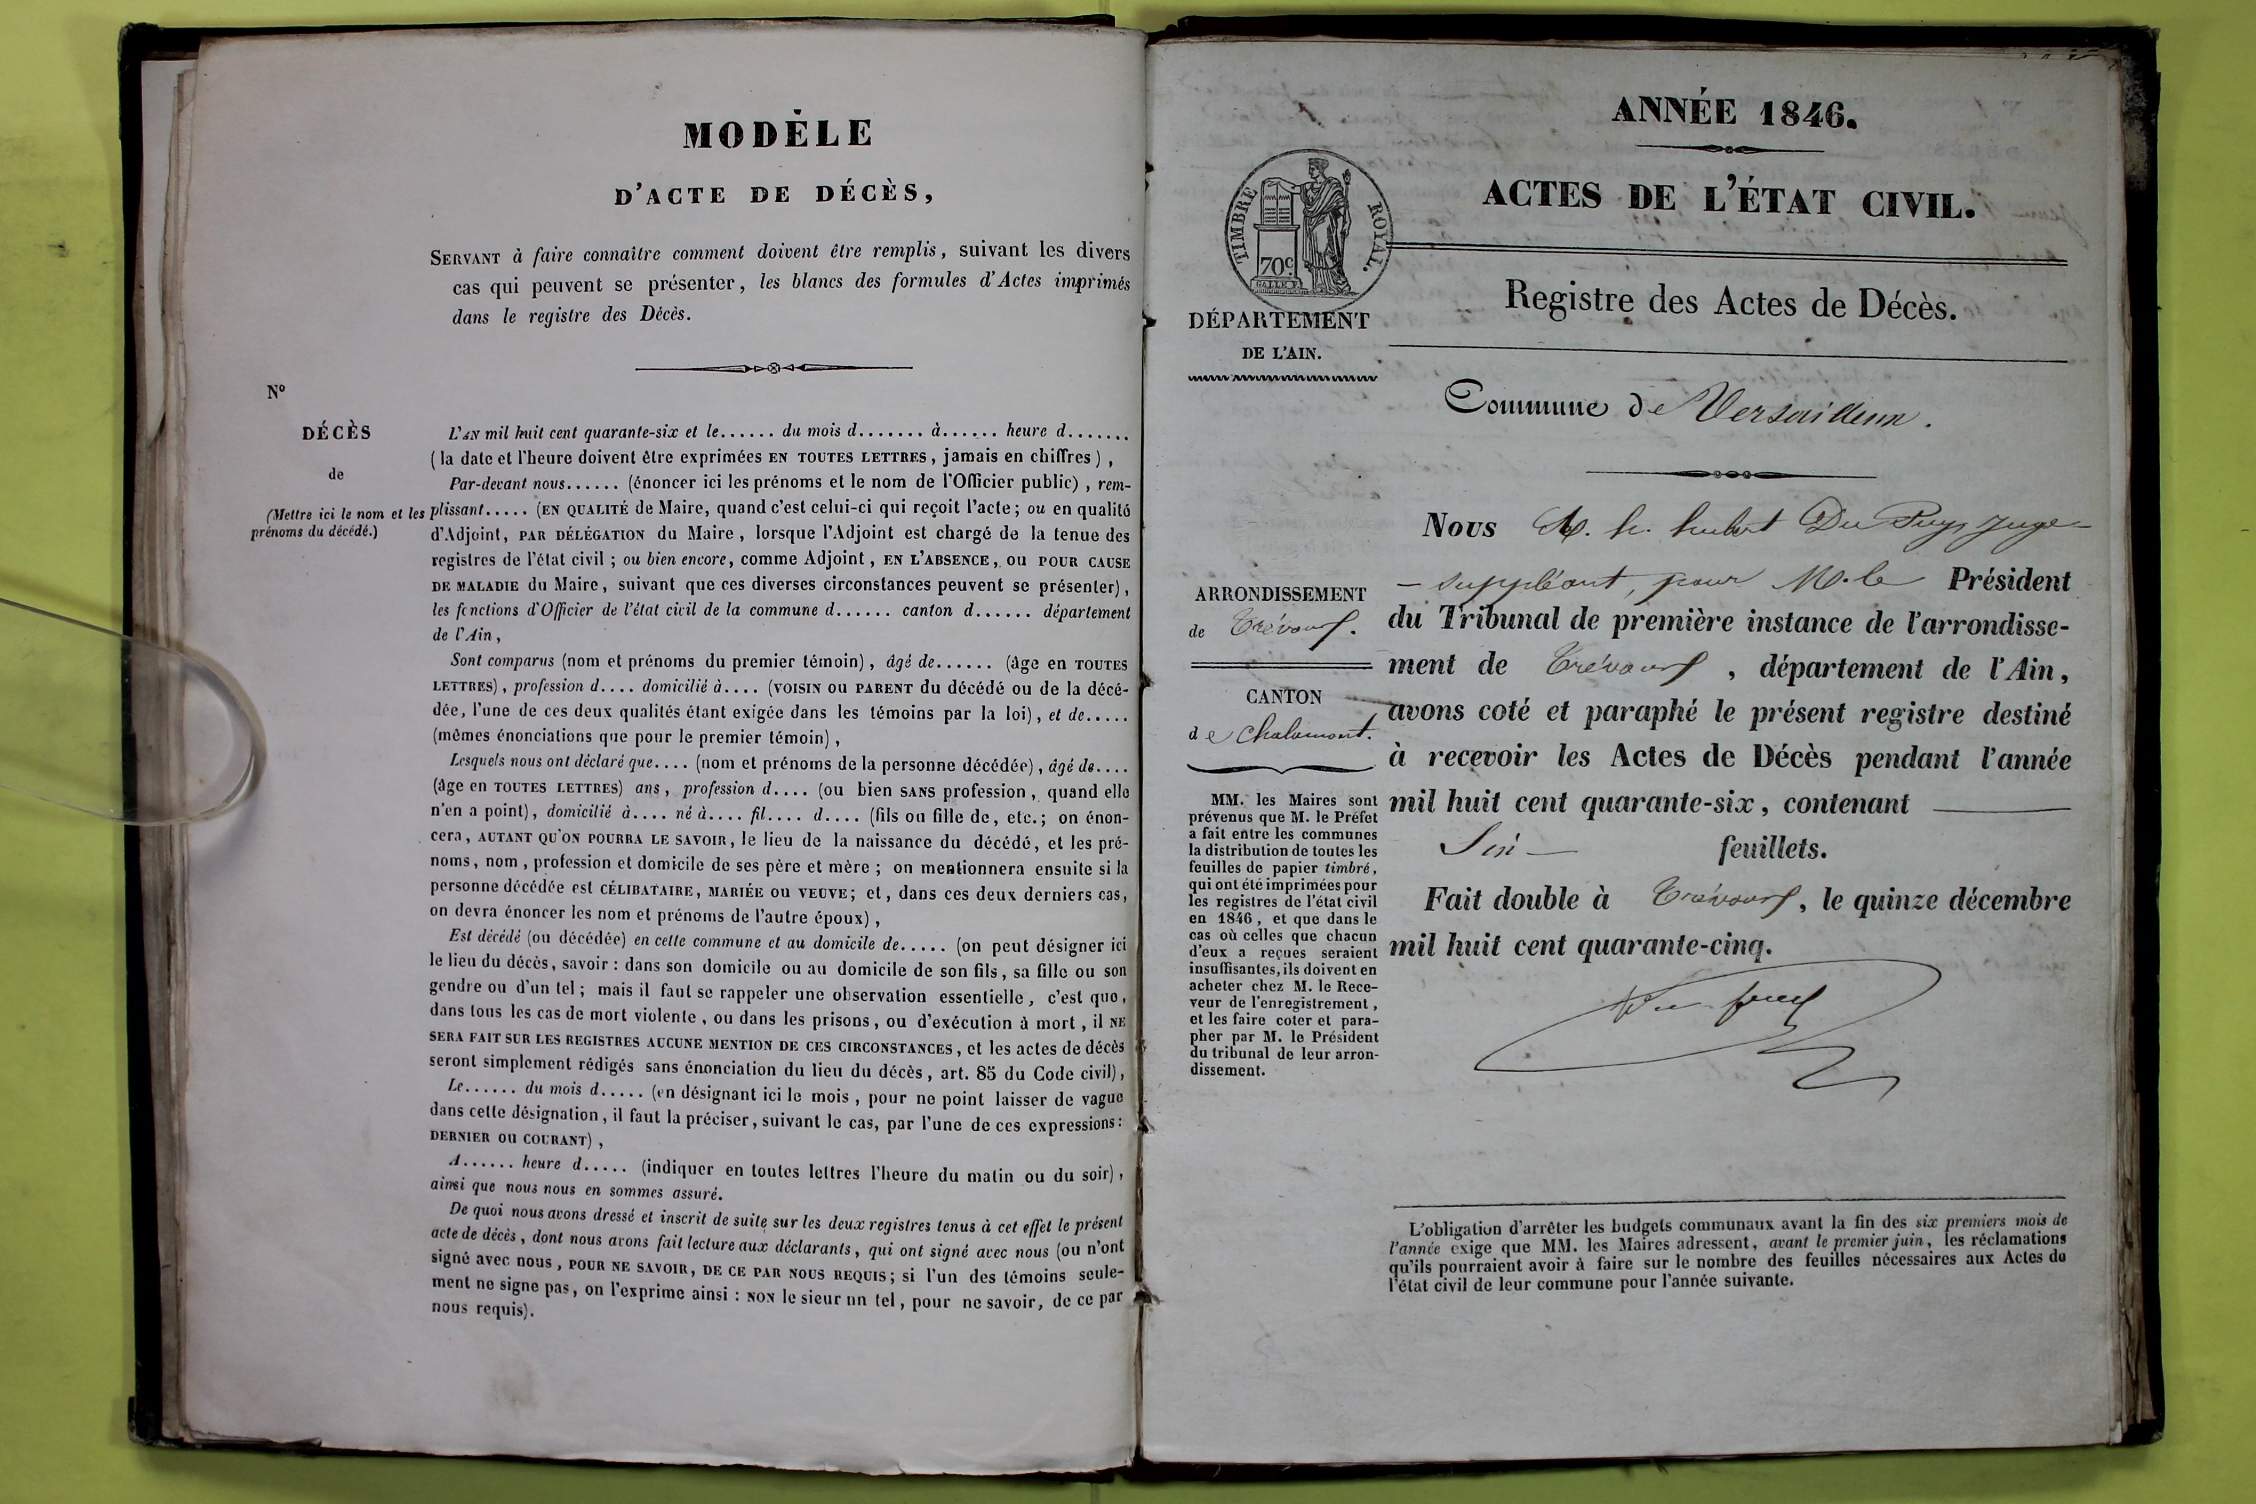 MODÈLE
D'ACTE DE DÉCÈS,
SERVANT à faire connaître comment doivent être remplis, suivant les divers
cas qui peuvent se présenter, les blancs des formules d'Actes imprimés
dans le registre des Décès.
N°
DÉCÈS
de
(Mettre ici le nom et les
prénoms du décédé.)
L'AN mil huit cent quarante-six et le...... du mois d....... à...... heure d.......
(la date et l'heure doivent être exprimées EN TOUTES LETTRES, jamais en chiffres),
Par-devant nous...... (énoncer ici les prénoms et le nom de l'Officier public), rem-
plissant..... (EN QUALITÉ de Maire, quand c'est celui-ci qui reçoit l'acte; ou en qualité
d'Adjoint, PAR DÉLÉGATION du Maire, lorsque l'Adjoint est chargé de la tenue des
registres de l'état civil; ou bien encore, comme Adjoint, EN L'ABSENCE, ou POUR CAUSE
DE MALADIE du Maire, suivant que ces diverses circonstances peuvent se présenter),
les fonctions d'Officier de l'état civil de la commune d...... canton d...... département
de l'Ain,
Sont comparus (nom et prénoms du premier témoin), âgé de...... (âge en TOUTES
LETTRES), profession d.... domicilié à.... (VOISIN ou PARENT du décédé ou de la décé-
dée, l'une de ces deux qualités étant exigée dans les témoins par la loi), et de.....
(mêmes énonciations que pour le premier témoin),
Lesquels nous ont déclaré que.... (nom et prénoms de la personne décédée), âgé de....
(âge en TOUTES LETTRES) ans, profession d.... (ou bien SANS profession, quand elle
n'en a point), domicilié à.... né à.... fil.... d.... (fils ou fille de, etc.; on énon-
cera, AUTANT QU'ON POURRA LE SAVOIR, le lieu de la naissance du décédé, et les pré-
noms, nom, profession et domicile de ses père et mère; on mentionnera ensuite si la
personne décédée est CÉLIBATAIRE, MARIÉE ou VEUVE; et, dans ces deux derniers cas,
on devra énoncer les nom et prénoms de l'autre époux),
Est décédé (ou décédée) en cette commune et au domicile de..... (on peut désigner ici
le lieu du décès, savoir: dans son domicile ou au domicile de son fils, sa fille ou son
gendre ou d'un tel; mais il faut se rappeler une observation essentielle, c'est que,
dans tous les cas de mort violente, ou dans les prisons, ou d'exécution à mort, il NE
SERA FAIT SUR LES REGISTRES AUCUNE MENTION DE CES CIRCONSTANCES, et les actes de décès
seront simplement rédigés sans énonciation du lieu du décès, art. 85 du Code civil),
Le...... du mois d..... (en désignant ici le mois, pour ne point laisser de vague
dans cette désignation, il faut la préciser, suivant le cas, par l'une de ces expressions:
DERNIER ou COURANT),
A...... heure d..... (indiquer en toutes lettres l'heure du matin ou du soir),
ainsi que nous nous en sommes assuré.
De quoi nous avons dressé et inscrit de suite sur les deux registres tenus à cet effet le présent
acte de décès, dont nous avons fait lecture aux déclarants, qui ont signé avec nous (ou n'ont
signé avec nous, POUR NE SAVOIR, DE CE PAR NOUS REQUIS; si l'un des témoins seule-
ment ne signe pas, on l'exprime ainsi: NON le sieur un tel, pour ne savoir, de ce par
nous requis).
ANNÉE 1846.
ACTES DE L'ÉTAT CIVIL.
TIMBRE ROYAL.
70 c.
Registre des Actes de Décès.
DÉPARTEMENT
DE L'AIN.
Commune de Versailleux.
ARRONDISSEMENT
de Trévoux.
CANTON
de Chalamont.
MM. les Maires sont
prévenus que M. le Préfet
a fait entre les communes
la distribution de toutes les
feuilles de papier timbré,
qui ont été imprimées pour
les registres de l'état civil
en 1846, et que dans le
cas où celles que chacun
d'eux a reçues seraient
insuffisantes, ils doivent en
acheter chez M. le Rece-
veur de l'enregistrement,
et les faire coter et para-
pher par M. le Président
du tribunal de leur arron-
dissement.
Nous M. h. hubert Du Puy Juge
suppléant, pour M. le Président
du Tribunal de première instance de l'arrondisse-
ment de Trévoux, département de l'Ain,
avons coté et paraphé le présent registre destiné
à recevoir les Actes de Décès pendant l'année
mil huit cent quarante-six, contenant
Six feuillets.
Fait double à Trévoux, le quinze décembre
mil huit cent quarante-cinq.
L'obligation d'arrêter les budgets communaux avant la fin des six premiers mois de
l'année exige que MM. les Maires adressent, avant le premier juin, les réclamations
qu'ils pourraient avoir à faire sur le nombre des feuilles nécessaires aux Actes de
l'état civil de leur commune pour l'année suivante.